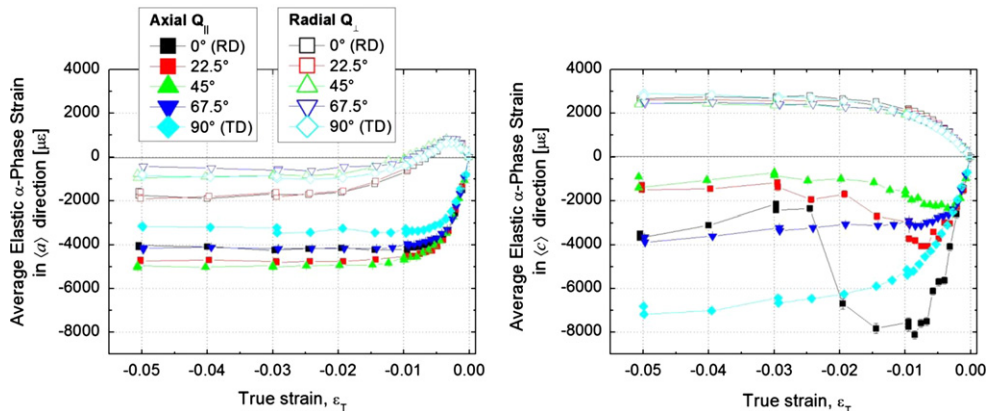 Axial Q||
0° (RD)
22.5°
45°
67.5°
90° (TD)
Radial Q⊥
0° (RD)
22.5°
45°
67.5°
90° (TD)
Average Elastic α-Phase Strain
in ⟨a⟩ direction [με]
4000
2000
0
-2000
-4000
-6000
-8000
-0.05
-0.04
-0.03
-0.02
-0.01
0.00
True strain, εT
Average Elastic α-Phase Strain
in ⟨c⟩ direction [με]
4000
2000
0
-2000
-4000
-6000
-8000
-0.05
-0.04
-0.03
-0.02
-0.01
0.00
True strain, εT